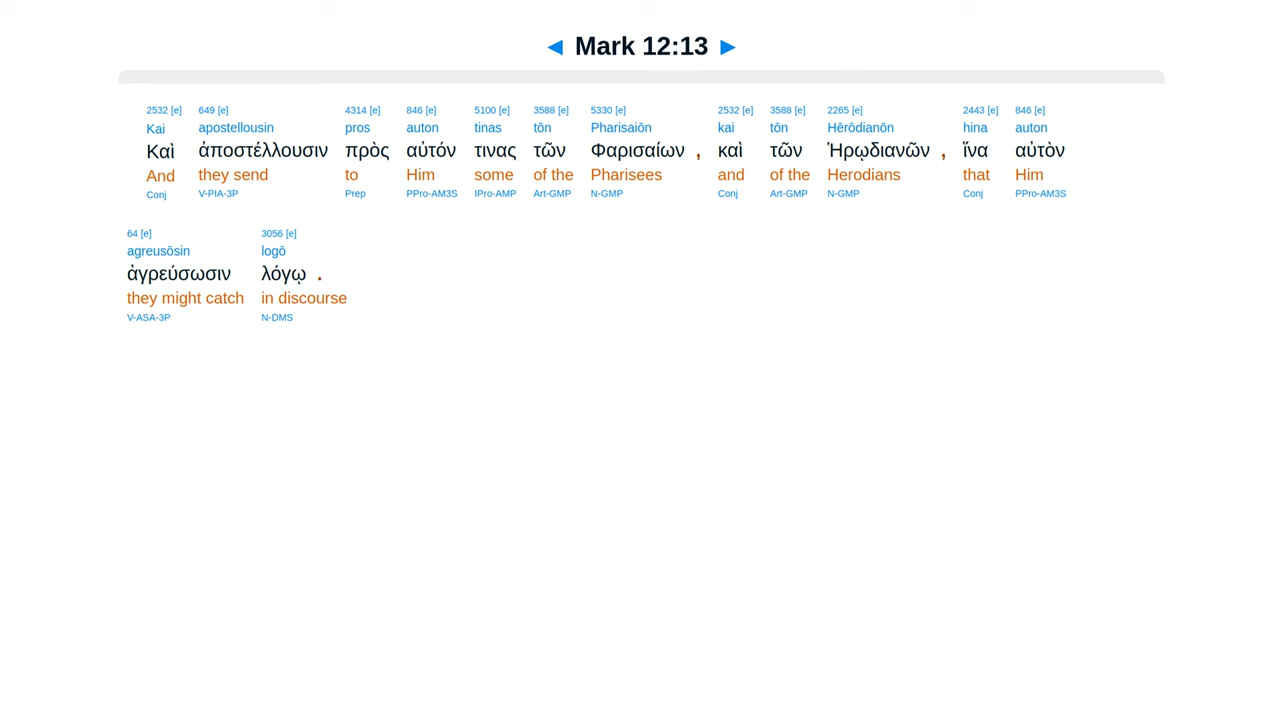 ◄ Mark 12:13 ►
2532 [e] 649 [e] 4314 [e] 846 [e] 5100 [e] 3588 [e] 5330 [e] 2532 [e] 3588 [e] 2265 [e] 2443 [e] 846 [e]
Kai apostellousin pros auton tinas tōn Pharisaiōn kai tōn Hērōdianōn hina auton
Καὶ ἀποστέλλουσιν πρὸς αὐτόν τινας τῶν Φαρισαίων , καὶ τῶν Ἡρῳδιανῶν , ἵνα αὐτὸν
And they send to Him some of the Pharisees and of the Herodians that Him
Conj V-PIA-3P Prep PPro-AM3S IPro-AMP Art-GMP N-GMP Conj Art-GMP N-GMP Conj PPro-AM3S
64 [e] 3056 [e]
agreusōsin logō
ἀγρεύσωσιν λόγῳ .
they might catch in discourse
V-ASA-3P N-DMS